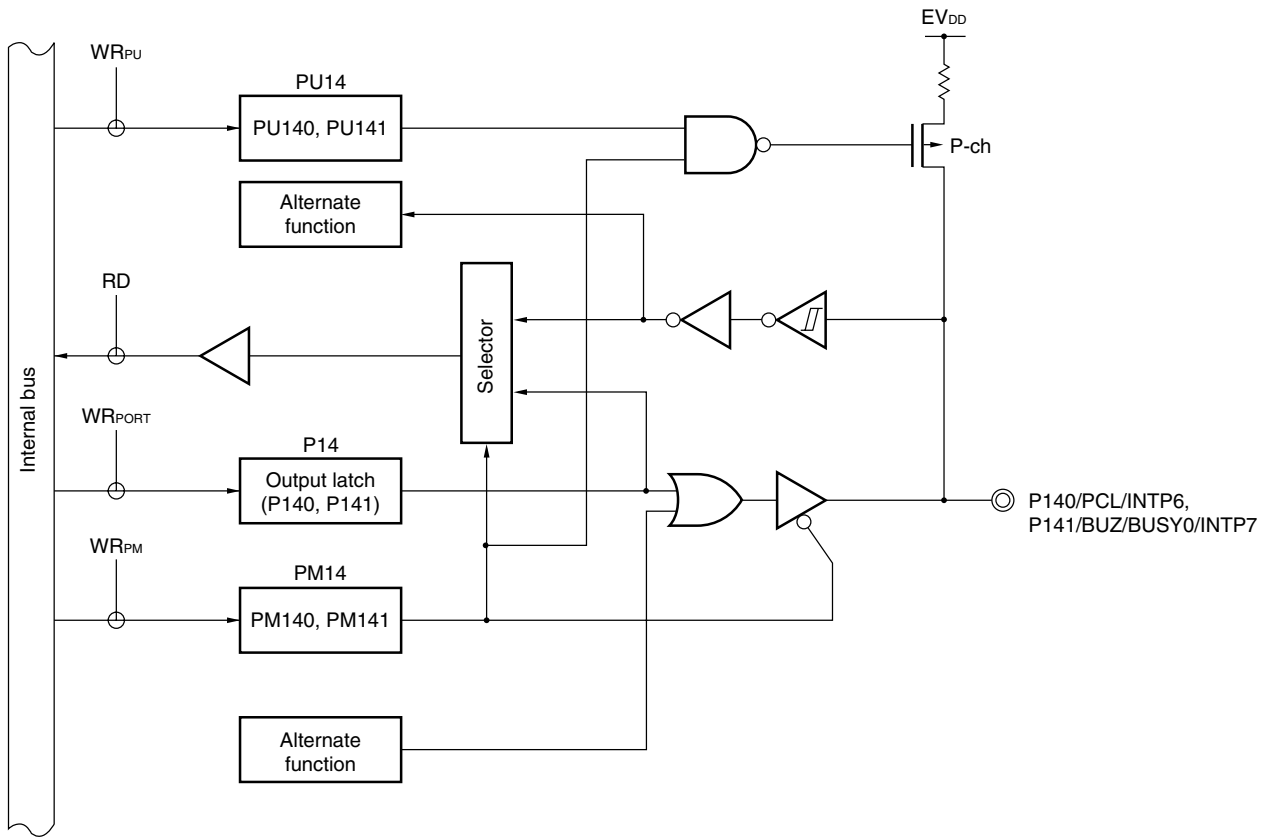 EVDD
WRPU
PU14
PU140, PU141
P-ch
Alternate
function
RD
Selector
Internal bus
WRPORT
P14
Output latch
(P140, P141)
P140/PCL/INTP6,
P141/BUZ/BUSY0/INTP7
WRPM
PM14
PM140, PM141
Alternate
function